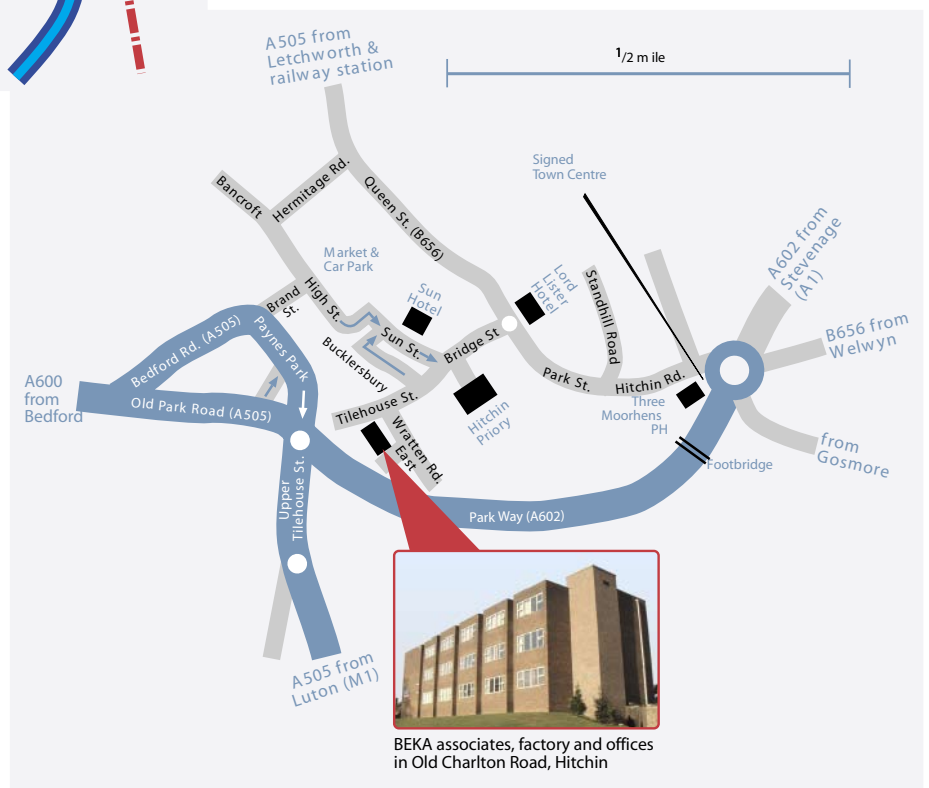 A505 from
Letchworth &
railway station
1/2 mile
Signed
Town Centre
Bancroft
Hermitage Rd.
Queen St. (B656)
A602 from
Stevenage
(A1)
Market &
Car Park
Sun
Hotel
Lord
Lister
Hotel
Standhill Road
High St.
Brand
St.
Sun St.
Bridge St
Bucklersbury
Bedford Rd. (A505)
Paynes Park
B656 from
Welwyn
A600
from
Bedford
Old Park Road (A505)
Tilehouse St.
Park St.
Hitchin Rd.
Three
Moorhens
PH
Hitchin
Priory
Wratten Rd.
East
from
Gosmore
Footbridge
Upper
Tilehouse St.
Park Way (A602)
A505 from
Luton (M1)
BEKA associates, factory and offices
in Old Charlton Road, Hitchin